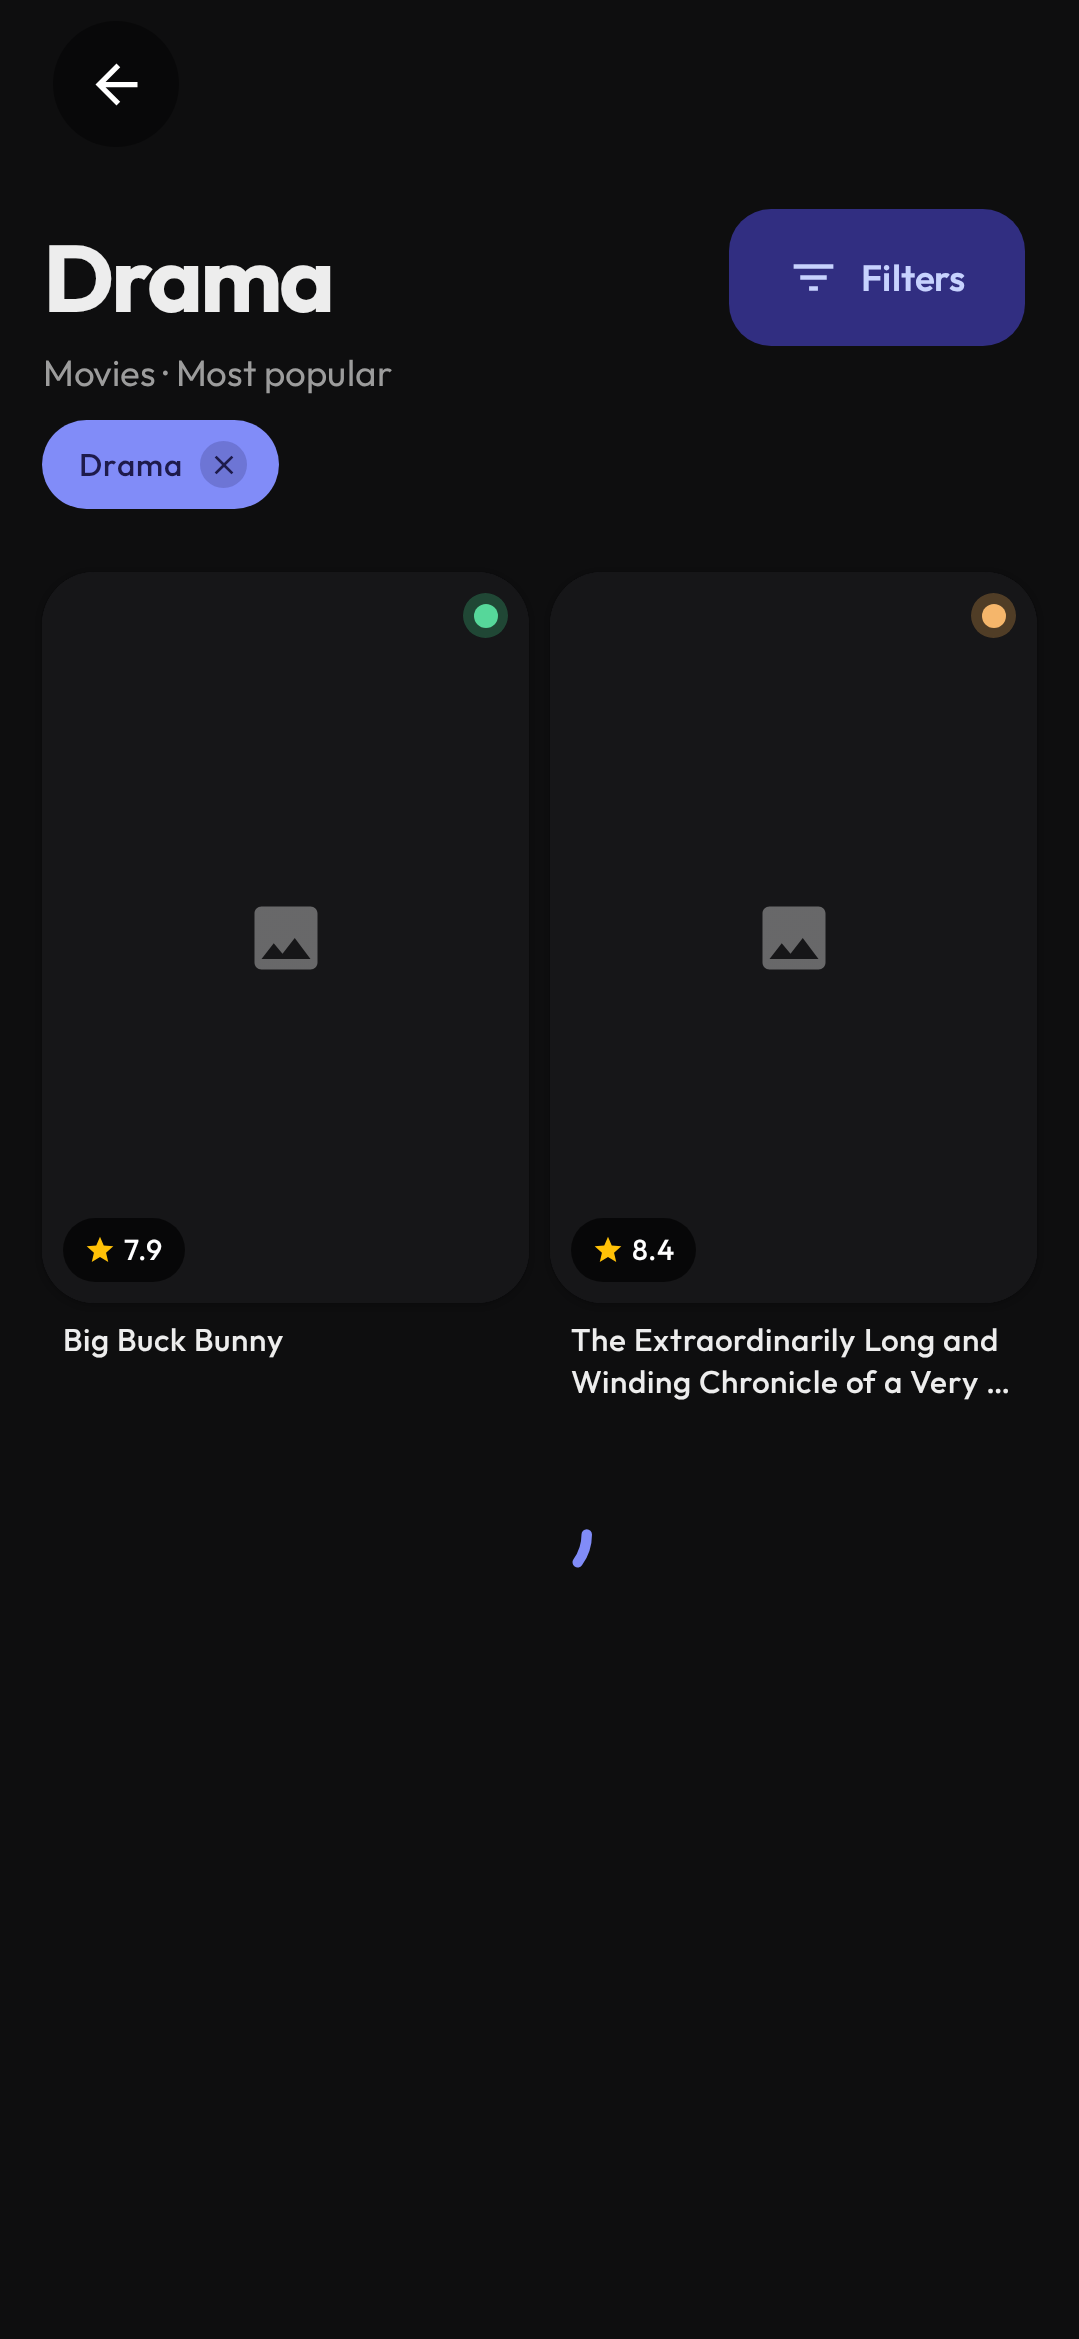 Drama
Filters
Movies · Most popular
Drama
7.9
8.4
Big Buck Bunny
The Extraordinarily Long and
Winding Chronicle of a Very ...